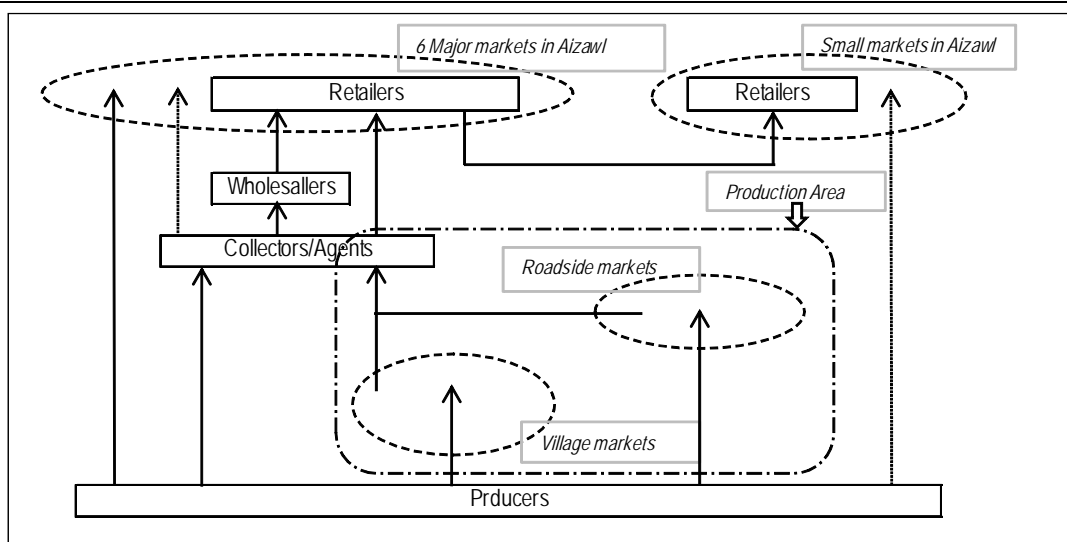 6 Major markets in Aizawl
Small markets in Aizawl
Retailers
Retailers
Wholesallers
Production Area
Collectors/Agents
Roadside markets
Village markets
Prducers